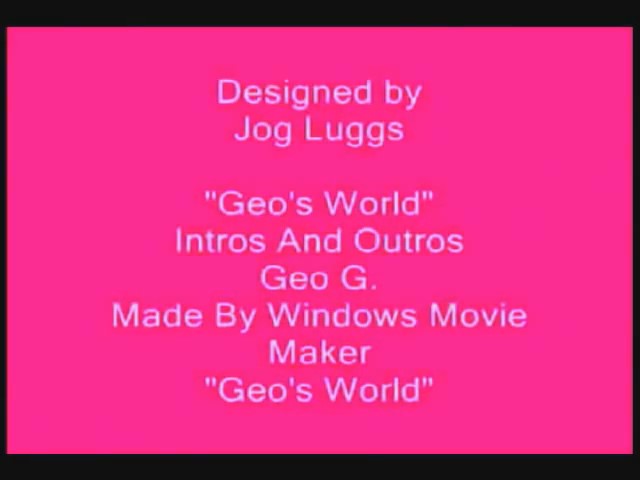 Designed by
Jog Luggs
"Geo's World"
Intros And Outros
Geo G.
Made By Windows Movie
Maker
"Geo's World"